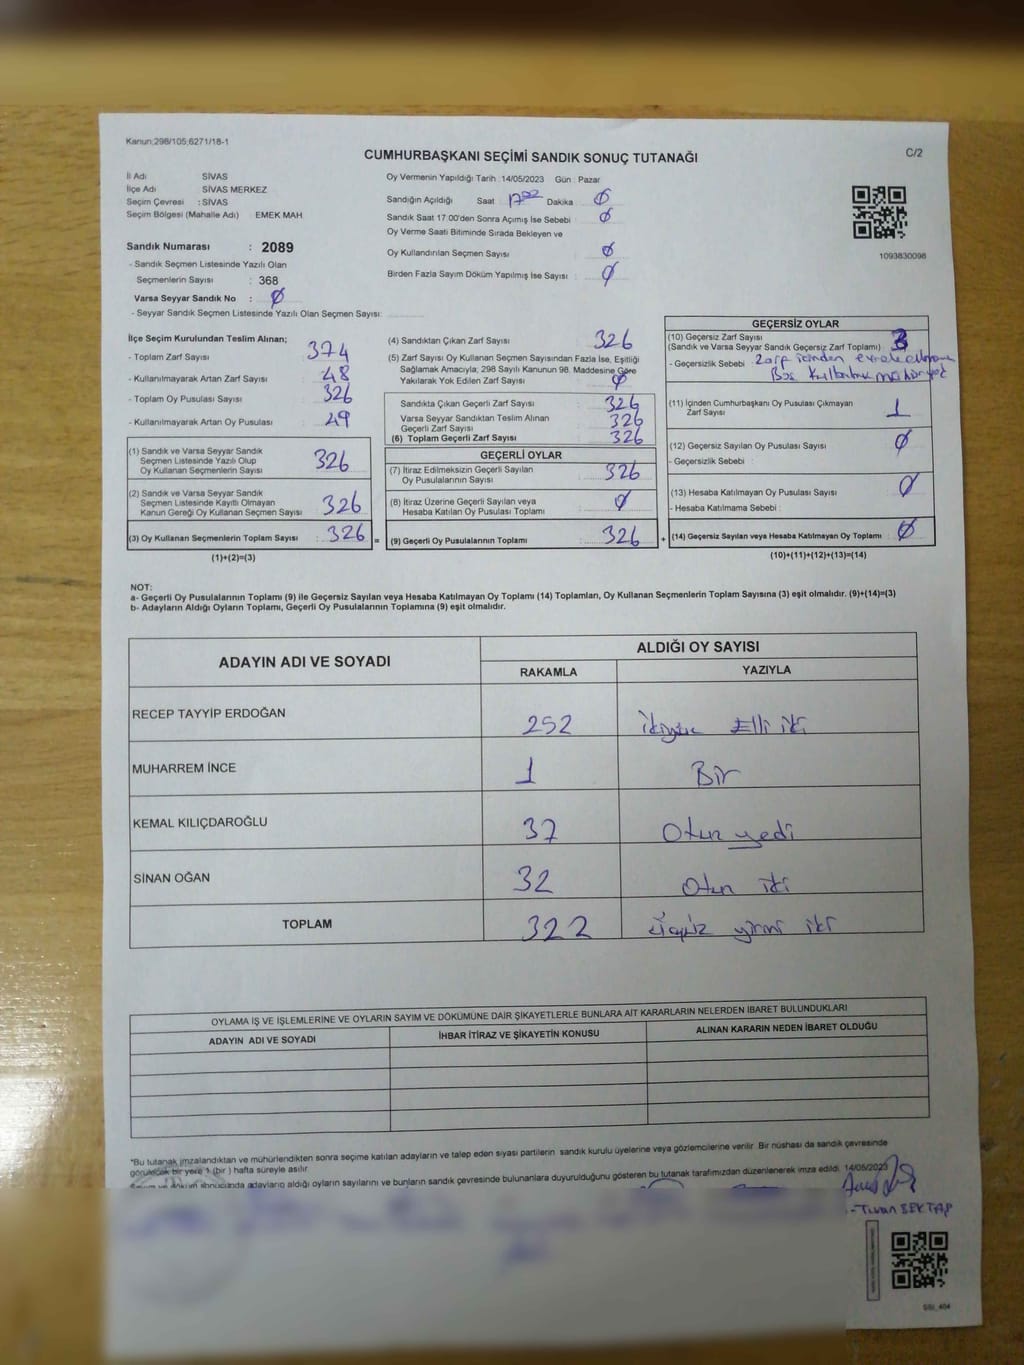 Kanun;298/105;6271/18-1
CUMHURBAŞKANI SEÇİMİ SANDIK SONUÇ TUTANAĞI
C/2
İl Adı SİVAS
İlçe Adı SİVAS MERKEZ
Seçim Çevresi : SİVAS
Seçim Bölgesi (Mahalle Adı) EMEK MAH
Sandık Numarası : 2089
- Sandık Seçmen Listesinde Yazılı Olan
Seçmenlerin Sayısı : 368
Varsa Seyyar Sandık No : 0
- Seyyar Sandık Seçmen Listesinde Yazılı Olan Seçmen Sayısı:
Oy Vermenin Yapıldığı Tarih :14/05/2023 Gün : Pazar
Sandığın Açıldığı Saat 17 02 Dakika 0
Sandık Saat 17:00'den Sonra Açımış İse Sebebi : 0
Oy Verme Saati Bitiminde Sırada Bekleyen ve
Oy Kullandırılan Seçmen Sayısı : 0
Birden Fazla Sayım Döküm Yapılmış İse Sayısı : 0
1093830098
İlçe Seçim Kurulundan Teslim Alınan;
- Toplam Zarf Sayısı : 374
- Kullanılmayarak Artan Zarf Sayısı : 48
- Toplam Oy Pusulası Sayısı : 326
- Kullanılmayarak Artan Oy Pusulası : 49
(1) Sandık ve Varsa Seyyar Sandık
Seçmen Listesinde Yazılı Olup
Oy Kullanan Seçmenlerin Sayısı : 326
(2) Sandık ve Varsa Seyyar Sandık
Seçmen Listesinde Kayıtlı Olmayan
Kanun Gereği Oy Kullanan Seçmen Sayısı : 326
(3) Oy Kullanan Seçmenlerin Toplam Sayısı : 326 =
(1)+(2)=(3)
(4) Sandıktan Çıkan Zarf Sayısı : 326
(5) Zarf Sayısı Oy Kullanan Seçmen Sayısından Fazla İse, Eşitliği
Sağlamak Amacıyla; 298 Sayılı Kanunun 98. Maddesine Göre
Yakılarak Yok Edilen Zarf Sayısı : 0
Sandıkta Çıkan Geçerli Zarf Sayısı : 326
Varsa Seyyar Sandıktan Teslim Alınan
Geçerli Zarf Sayısı : 326
(6) Toplam Geçerli Zarf Sayısı : 326
GEÇERLİ OYLAR
(7) İtiraz Edilmeksizin Geçerli Sayılan
Oy Pusulalarının Sayısı : 326
(8) İtiraz Üzerine Geçerli Sayılan veya
Hesaba Katılan Oy Pusulası Toplamı : 0
(9) Geçerli Oy Pusulalarının Toplamı : 326 +
GEÇERSİZ OYLAR
(10) Geçersiz Zarf Sayısı
(Sandık ve Varsa Seyyar Sandık Geçersiz Zarf Toplamı) : 3
- Geçersizlik Sebebi : Zarf içinden
(11) İçinden Cumhurbaşkanı Oy Pusulası Çıkmayan
Zarf Sayısı 1
(12) Geçersiz Sayılan Oy Pusulası Sayısı : 0
- Geçersizlik Sebebi :
(13) Hesaba Katılmayan Oy Pusulası Sayısı : 0
- Hesaba Katılmama Sebebi :
(14) Geçersiz Sayılan veya Hesaba Katılmayan Oy Toplamı : 0
(10)+(11)+(12)+(13)=(14)
NOT:
a- Geçerli Oy Pusulalarının Toplamı (9) ile Geçersiz Sayılan veya Hesaba Katılmayan Oy Toplamı (14) Toplamları, Oy Kullanan Seçmenlerin Toplam Sayısına (3) eşit olmalıdır. (9)+(14)=(3)
b- Adayların Aldığı Oyların Toplamı, Geçerli Oy Pusulalarının Toplamına (9) eşit olmalıdır.
ADAYIN ADI VE SOYADI
ALDIĞI OY SAYISI
RAKAMLA YAZIYLA
RECEP TAYYİP ERDOĞAN 252 ikiyüz Elli iki
MUHARREM İNCE 1 Bir
KEMAL KILIÇDAROĞLU 37 Otuz yedi
SİNAN OĞAN 32 Otuz iki
TOPLAM 322 üçyüz yirmi iki
OYLAMA İŞ VE İŞLEMLERİNE VE OYLARIN SAYIM VE DÖKÜMÜNE DAİR ŞİKAYETLERLE BUNLARA AİT KARARLARIN NELERDEN İBARET BULUNDUKLARI
ADAYIN ADI VE SOYADI İHBAR İTİRAZ VE ŞİKAYETİN KONUSU ALINAN KARARIN NEDEN İBARET OLDUĞU
*Bu tutanak imzalandıktan ve mühürlendikten sonra seçime katılan adayların ve talep eden siyasi partilerin sandık kurulu üyelerine veya gözlemcilerine verilir. Bir nüshası da sandık çevresinde
görülecek bir yere 1 (bir ) hafta süreyle asılır.
Seçim ve döküm sonucunda adayların aldığı oyların sayılarını ve bunların sandık çevresinde bulunanlara duyurulduğunu gösteren bu tutanak tarafımızdan düzenlenerek imza edildi. 14/05/2023
SSI_404